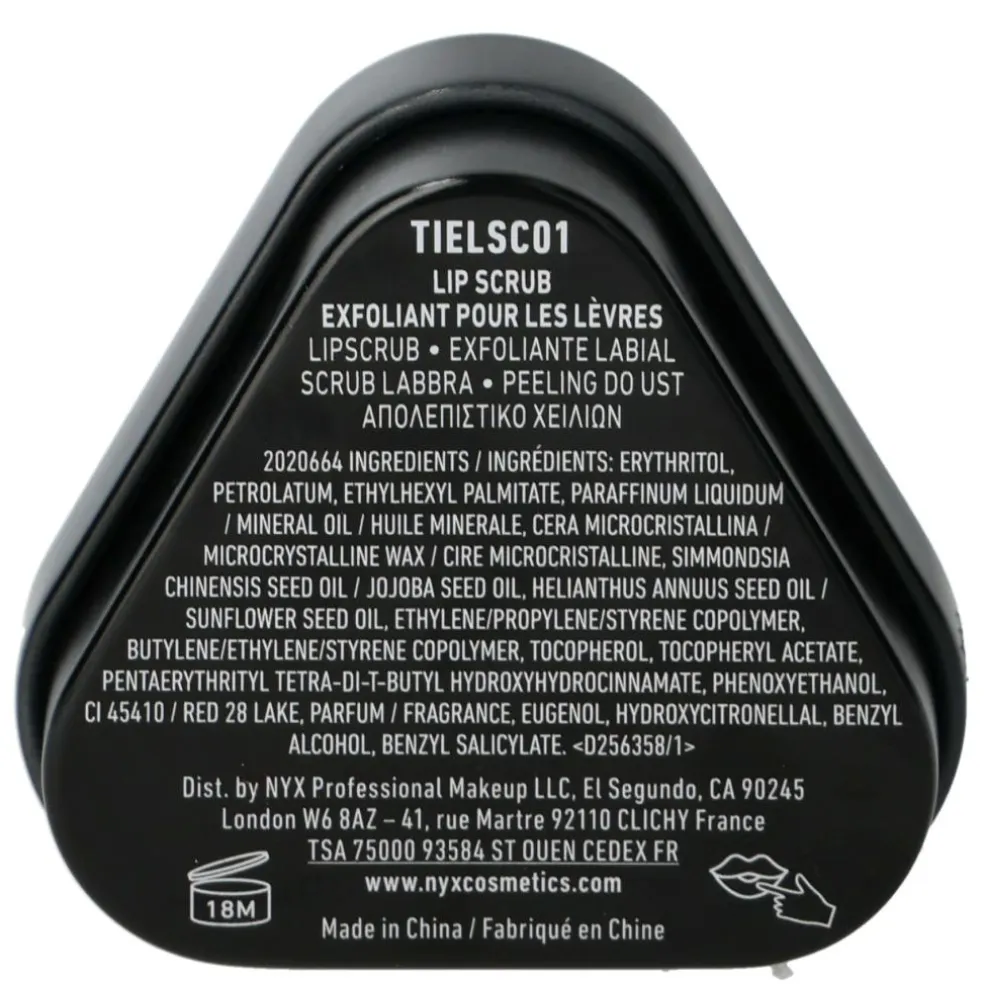 TIELSC01
LIP SCRUB
EXFOLIANT POUR LES LÈVRES
LIPSCRUB • EXFOLIANTE LABIAL
SCRUB LABBRA • PEELING DO UST
ΑΠΟΛΕΠΙΣΤΙΚΟ ΧΕΙΛΙΩΝ
2020664 INGREDIENTS / INGRÉDIENTS: ERYTHRITOL,
PETROLATUM, ETHYLHEXYL PALMITATE, PARAFFINUM LIQUIDUM
/ MINERAL OIL / HUILE MINERALE, CERA MICROCRISTALLINA /
MICROCRYSTALLINE WAX / CIRE MICROCRISTALLINE, SIMMONDSIA
CHINENSIS SEED OIL / JOJOBA SEED OIL, HELIANTHUS ANNUUS SEED OIL /
SUNFLOWER SEED OIL, ETHYLENE/PROPYLENE/STYRENE COPOLYMER,
BUTYLENE/ETHYLENE/STYRENE COPOLYMER, TOCOPHEROL, TOCOPHERYL ACETATE,
PENTAERYTHRITYL TETRA-DI-T-BUTYL HYDROXYHYDROCINNAMATE, PHENOXYETHANOL,
CI 45410 / RED 28 LAKE, PARFUM / FRAGRANCE, EUGENOL, HYDROXYCITRONELLAL, BENZYL
ALCOHOL, BENZYL SALICYLATE. <D256358/1>
Dist. by NYX Professional Makeup LLC, El Segundo, CA 90245
London W6 8AZ – 41, rue Martre 92110 CLICHY France
TSA 75000 93584 ST OUEN CEDEX FR
www.nyxcosmetics.com
18M
Made in China / Fabriqué en Chine